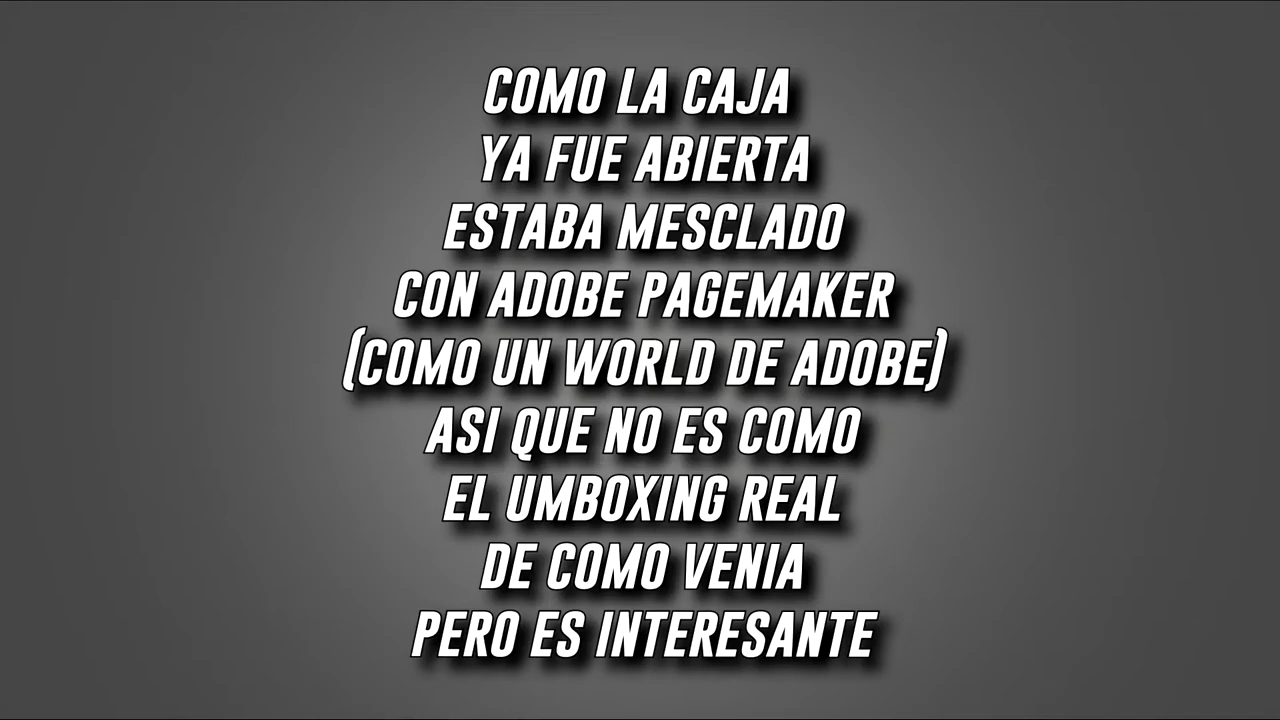 COMO LA CAJA
YA FUE ABIERTA
ESTABA MESCLADO
CON ADOBE PAGEMAKER
(COMO UN WORLD DE ADOBE)
ASI QUE NO ES COMO
EL UMBOXING REAL
DE COMO VENIA
PERO ES INTERESANTE